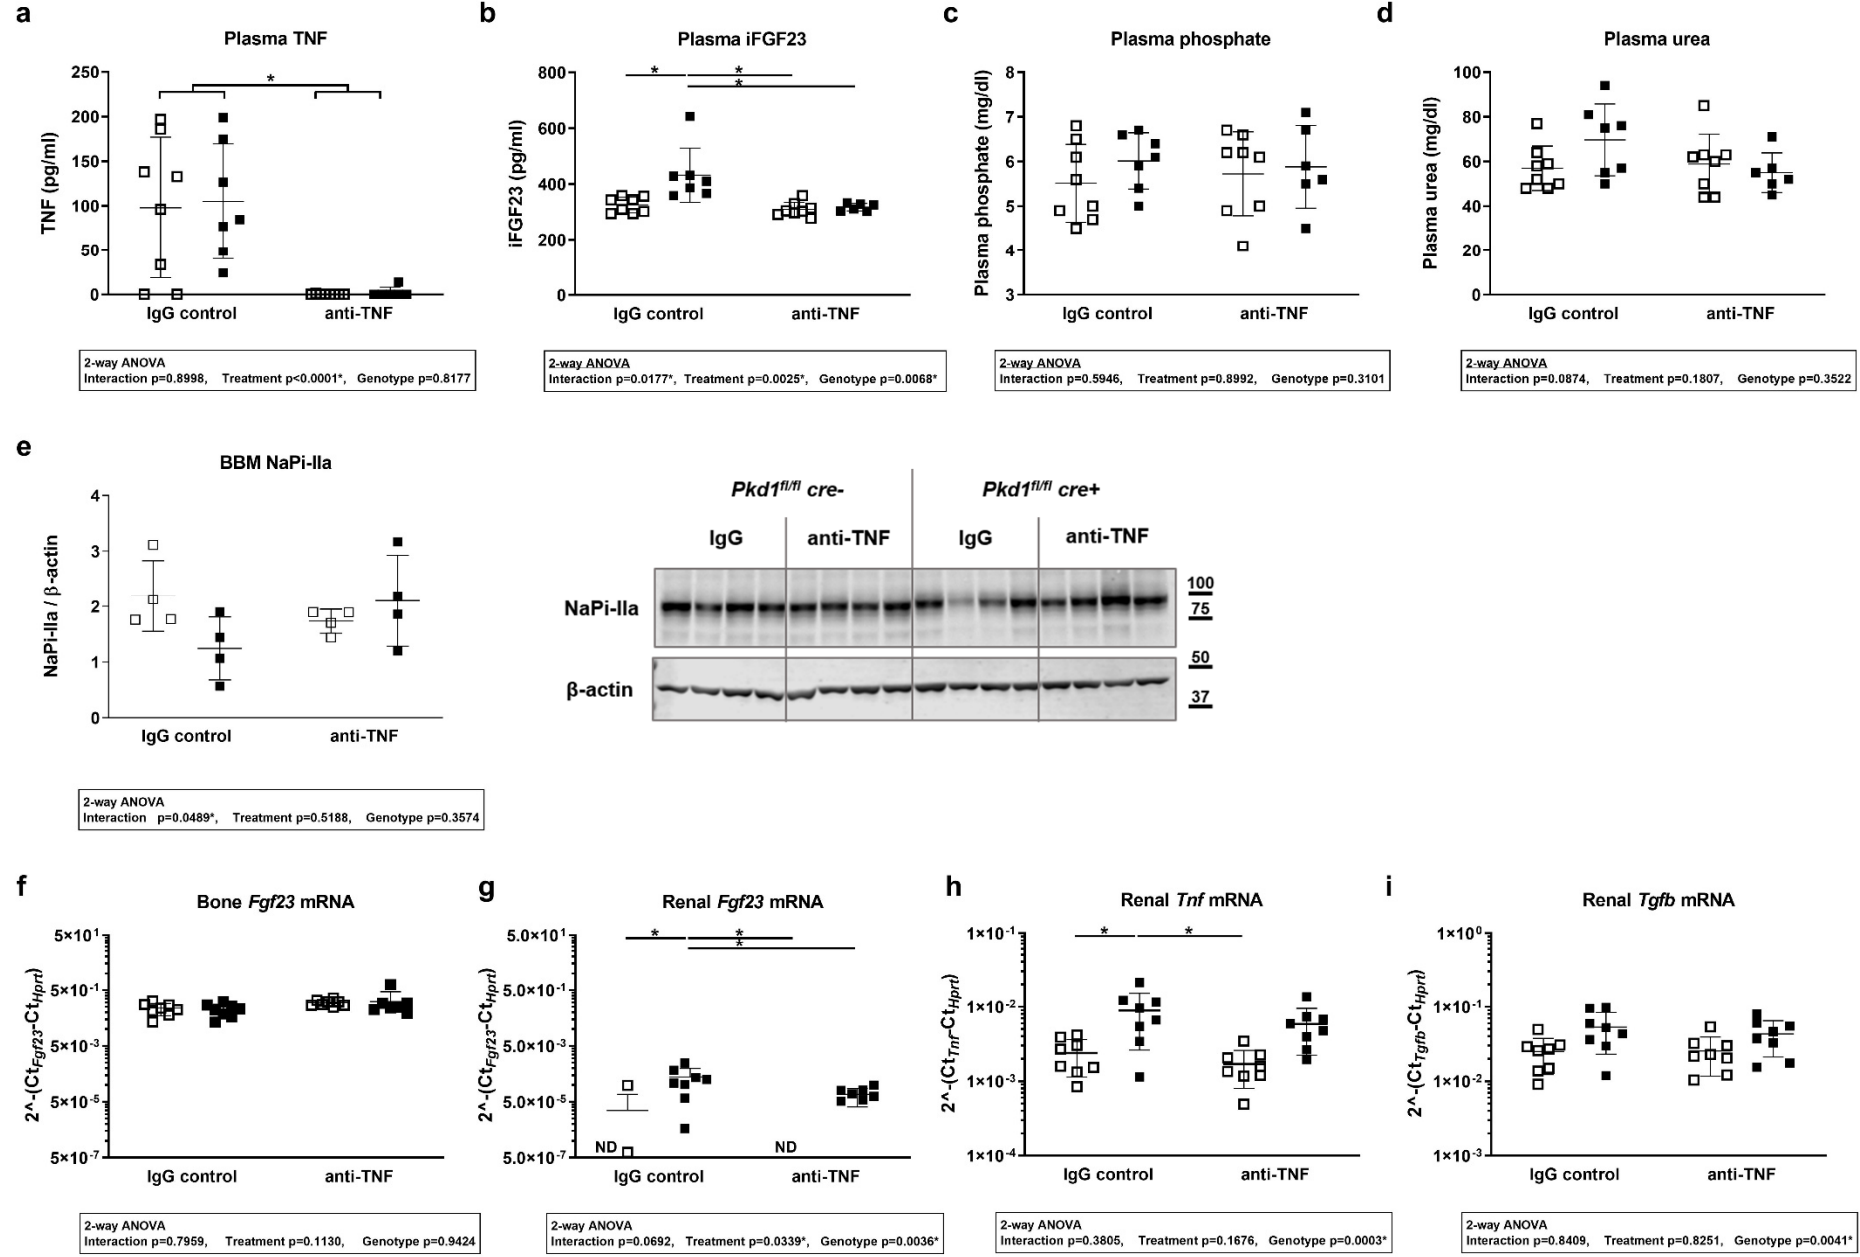 a
Plasma TNF
TNF (pg/ml)
250
200
150
100
50
0
*
IgG control anti-TNF
2-way ANOVA
Interaction p=0.8998, Treatment p<0.0001*, Genotype p=0.8177
b
Plasma iFGF23
iFGF23 (pg/ml)
800
600
400
200
0
* *
*
IgG control anti-TNF
2-way ANOVA
Interaction p=0.0177*, Treatment p=0.0025*, Genotype p=0.0068*
c
Plasma phosphate
Plasma phosphate (mg/dl)
8
7
6
5
4
3
IgG control anti-TNF
2-way ANOVA
Interaction p=0.5946, Treatment p=0.8992, Genotype p=0.3101
d
Plasma urea
Plasma urea (mg/dl)
100
80
60
40
20
0
IgG control anti-TNF
2-way ANOVA
Interaction p=0.0874, Treatment p=0.1807, Genotype p=0.3522
e
BBM NaPi-IIa
NaPi-IIa / β-actin
4
3
2
1
0
IgG control anti-TNF
2-way ANOVA
Interaction p=0.0489*, Treatment p=0.5188, Genotype p=0.3574
Pkd1fl/fl cre- Pkd1fl/fl cre+
IgG anti-TNF IgG anti-TNF
NaPi-IIa
100
75
β-actin
50
37
f
Bone Fgf23 mRNA
2^-(CtFgf23-CtHprt)
5×10¹
5×10⁻¹
5×10⁻³
5×10⁻⁵
5×10⁻⁷
IgG control anti-TNF
2-way ANOVA
Interaction p=0.7959, Treatment p=0.1130, Genotype p=0.9424
g
Renal Fgf23 mRNA
2^-(CtFgf23-CtHprt)
5.0×10¹
5.0×10⁻¹
5.0×10⁻³
5.0×10⁻⁵
5.0×10⁻⁷
* *
*
ND ND
IgG control anti-TNF
2-way ANOVA
Interaction p=0.0692, Treatment p=0.0339*, Genotype p=0.0036*
h
Renal Tnf mRNA
2^-(CtTnf-CtHprt)
1×10⁻¹
1×10⁻²
1×10⁻³
1×10⁻⁴
* *
IgG control anti-TNF
2-way ANOVA
Interaction p=0.3805, Treatment p=0.1676, Genotype p=0.0003*
i
Renal Tgfb mRNA
2^-(CtTgfb-CtHprt)
1×10⁰
1×10⁻¹
1×10⁻²
1×10⁻³
IgG control anti-TNF
2-way ANOVA
Interaction p=0.8409, Treatment p=0.8251, Genotype p=0.0041*